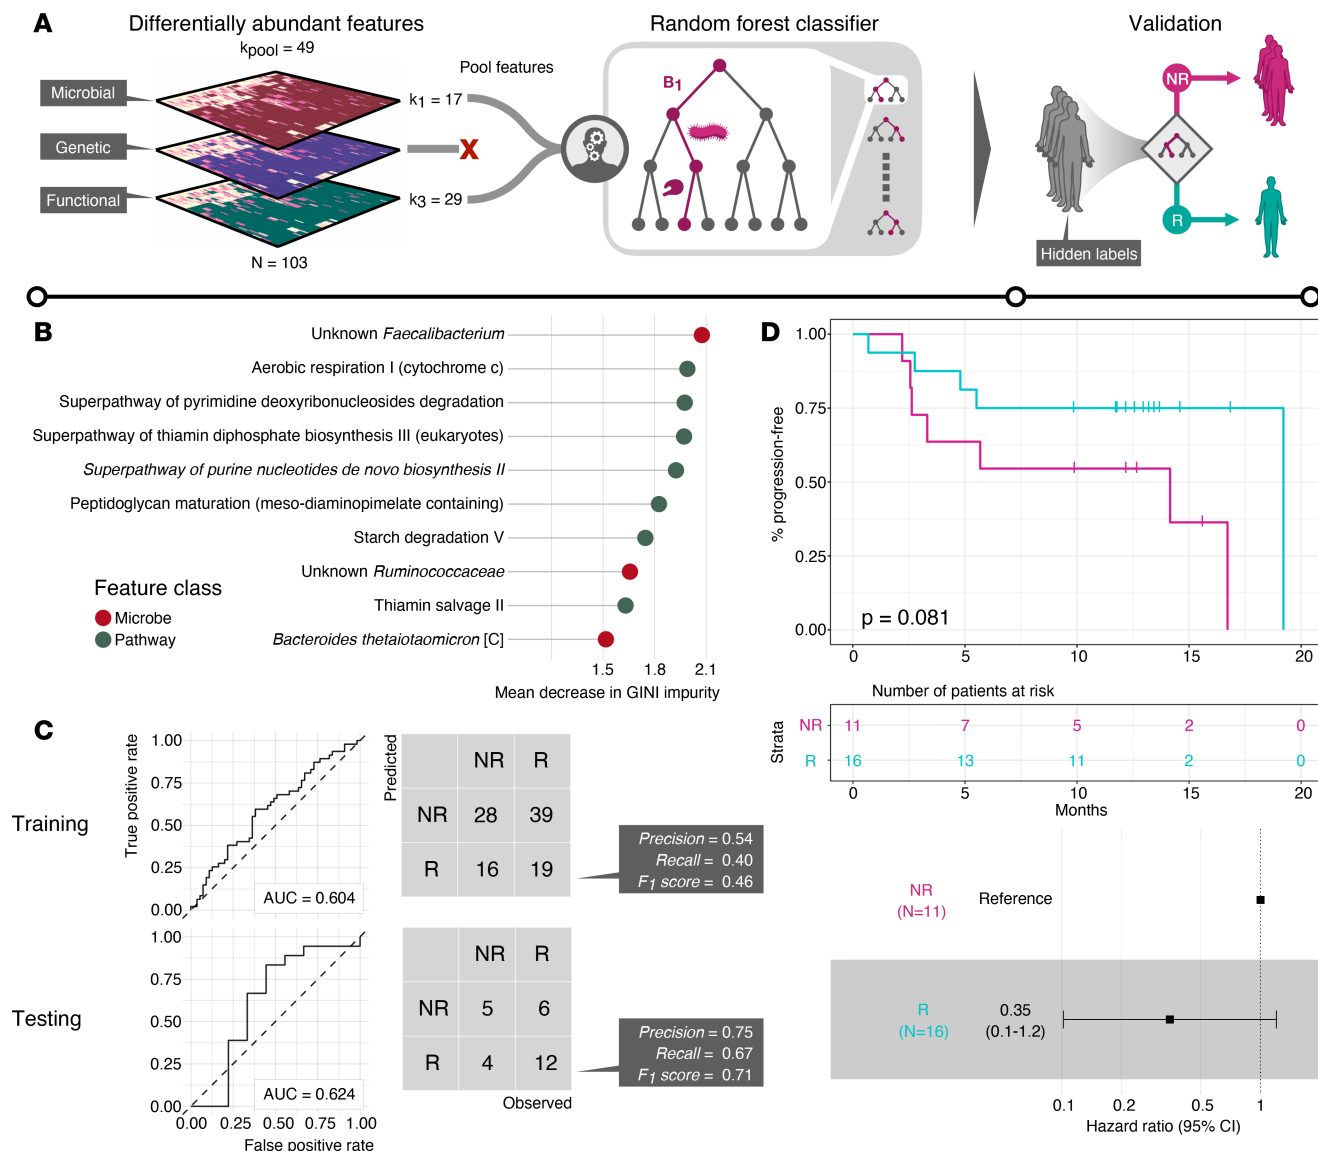 A
Differentially abundant features
kpool = 49
Microbial
Genetic
Functional
k1 = 17
X
k3 = 29
N = 103
Pool features
Random forest classifier
B1
Validation
NR
R
Hidden labels
B
Unknown Faecalibacterium
Aerobic respiration I (cytochrome c)
Superpathway of pyrimidine deoxyribonucleosides degradation
Superpathway of thiamin diphosphate biosynthesis III (eukaryotes)
Superpathway of purine nucleotides de novo biosynthesis II
Peptidoglycan maturation (meso-diaminopimelate containing)
Starch degradation V
Unknown Ruminococcaceae
Thiamin salvage II
Bacteroides thetaiotaomicron [C]
Feature class
Microbe
Pathway
1.5 1.8 2.1
Mean decrease in GINI impurity
C
Training
True positive rate
1.00
0.75
0.50
0.25
0.00
AUC = 0.604
Predicted
NR R
NR 28 39
R 16 19
Precision = 0.54
Recall = 0.40
F1 score = 0.46
Testing
1.00
0.75
0.50
0.25
0.00
AUC = 0.624
0.00 0.25 0.50 0.75 1.00
False positive rate
NR R
NR 5 6
R 4 12
Observed
Precision = 0.75
Recall = 0.67
F1 score = 0.71
D
% progression-free
1.00
0.75
0.50
0.25
0.00
p = 0.081
0 5 10 15 20
Number of patients at risk
Strata
NR 11 7 5 2 0
R 16 13 11 2 0
0 5 10 15 20
Months
NR
(N=11)
Reference
R
(N=16)
0.35
(0.1-1.2)
0.1 0.2 0.5 1
Hazard ratio (95% CI)